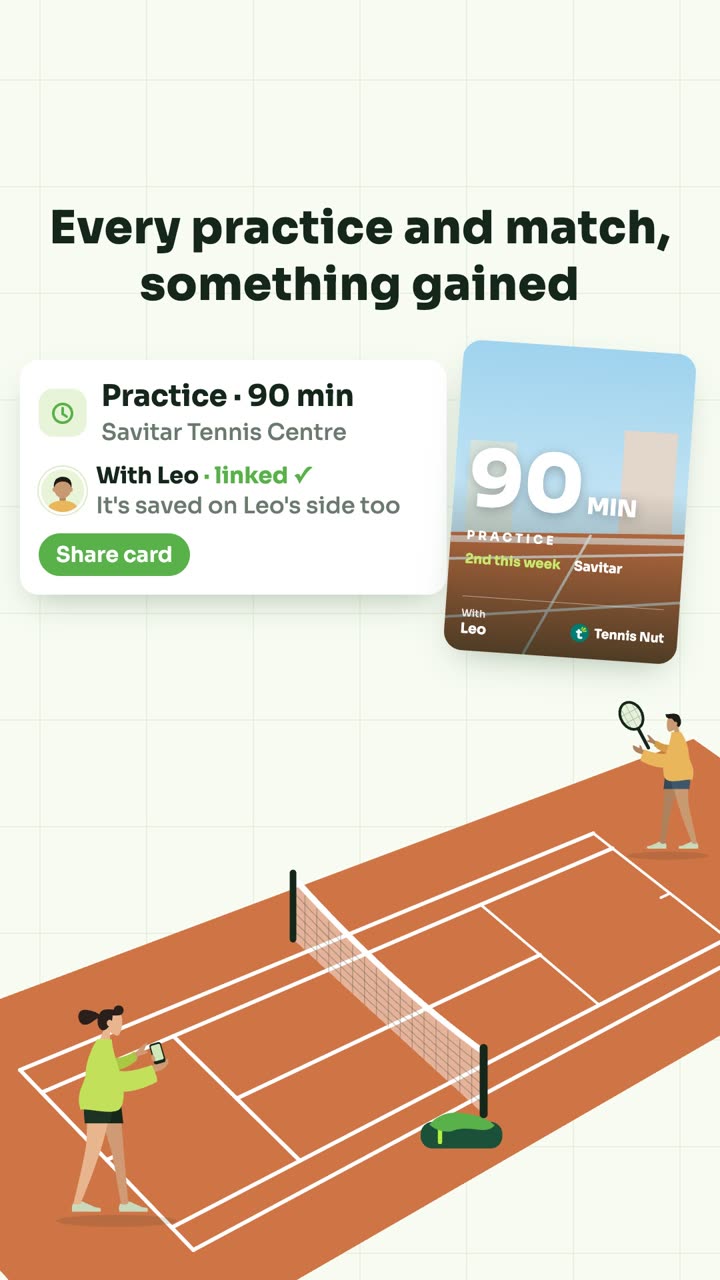 Every practice and match,
something gained
Practice · 90 min
Savitar Tennis Centre
With Leo · linked ✓
It's saved on Leo's side too
Share card
90 MIN
PRACTICE
2nd this week Savitar
With
Leo
t Tennis Nut